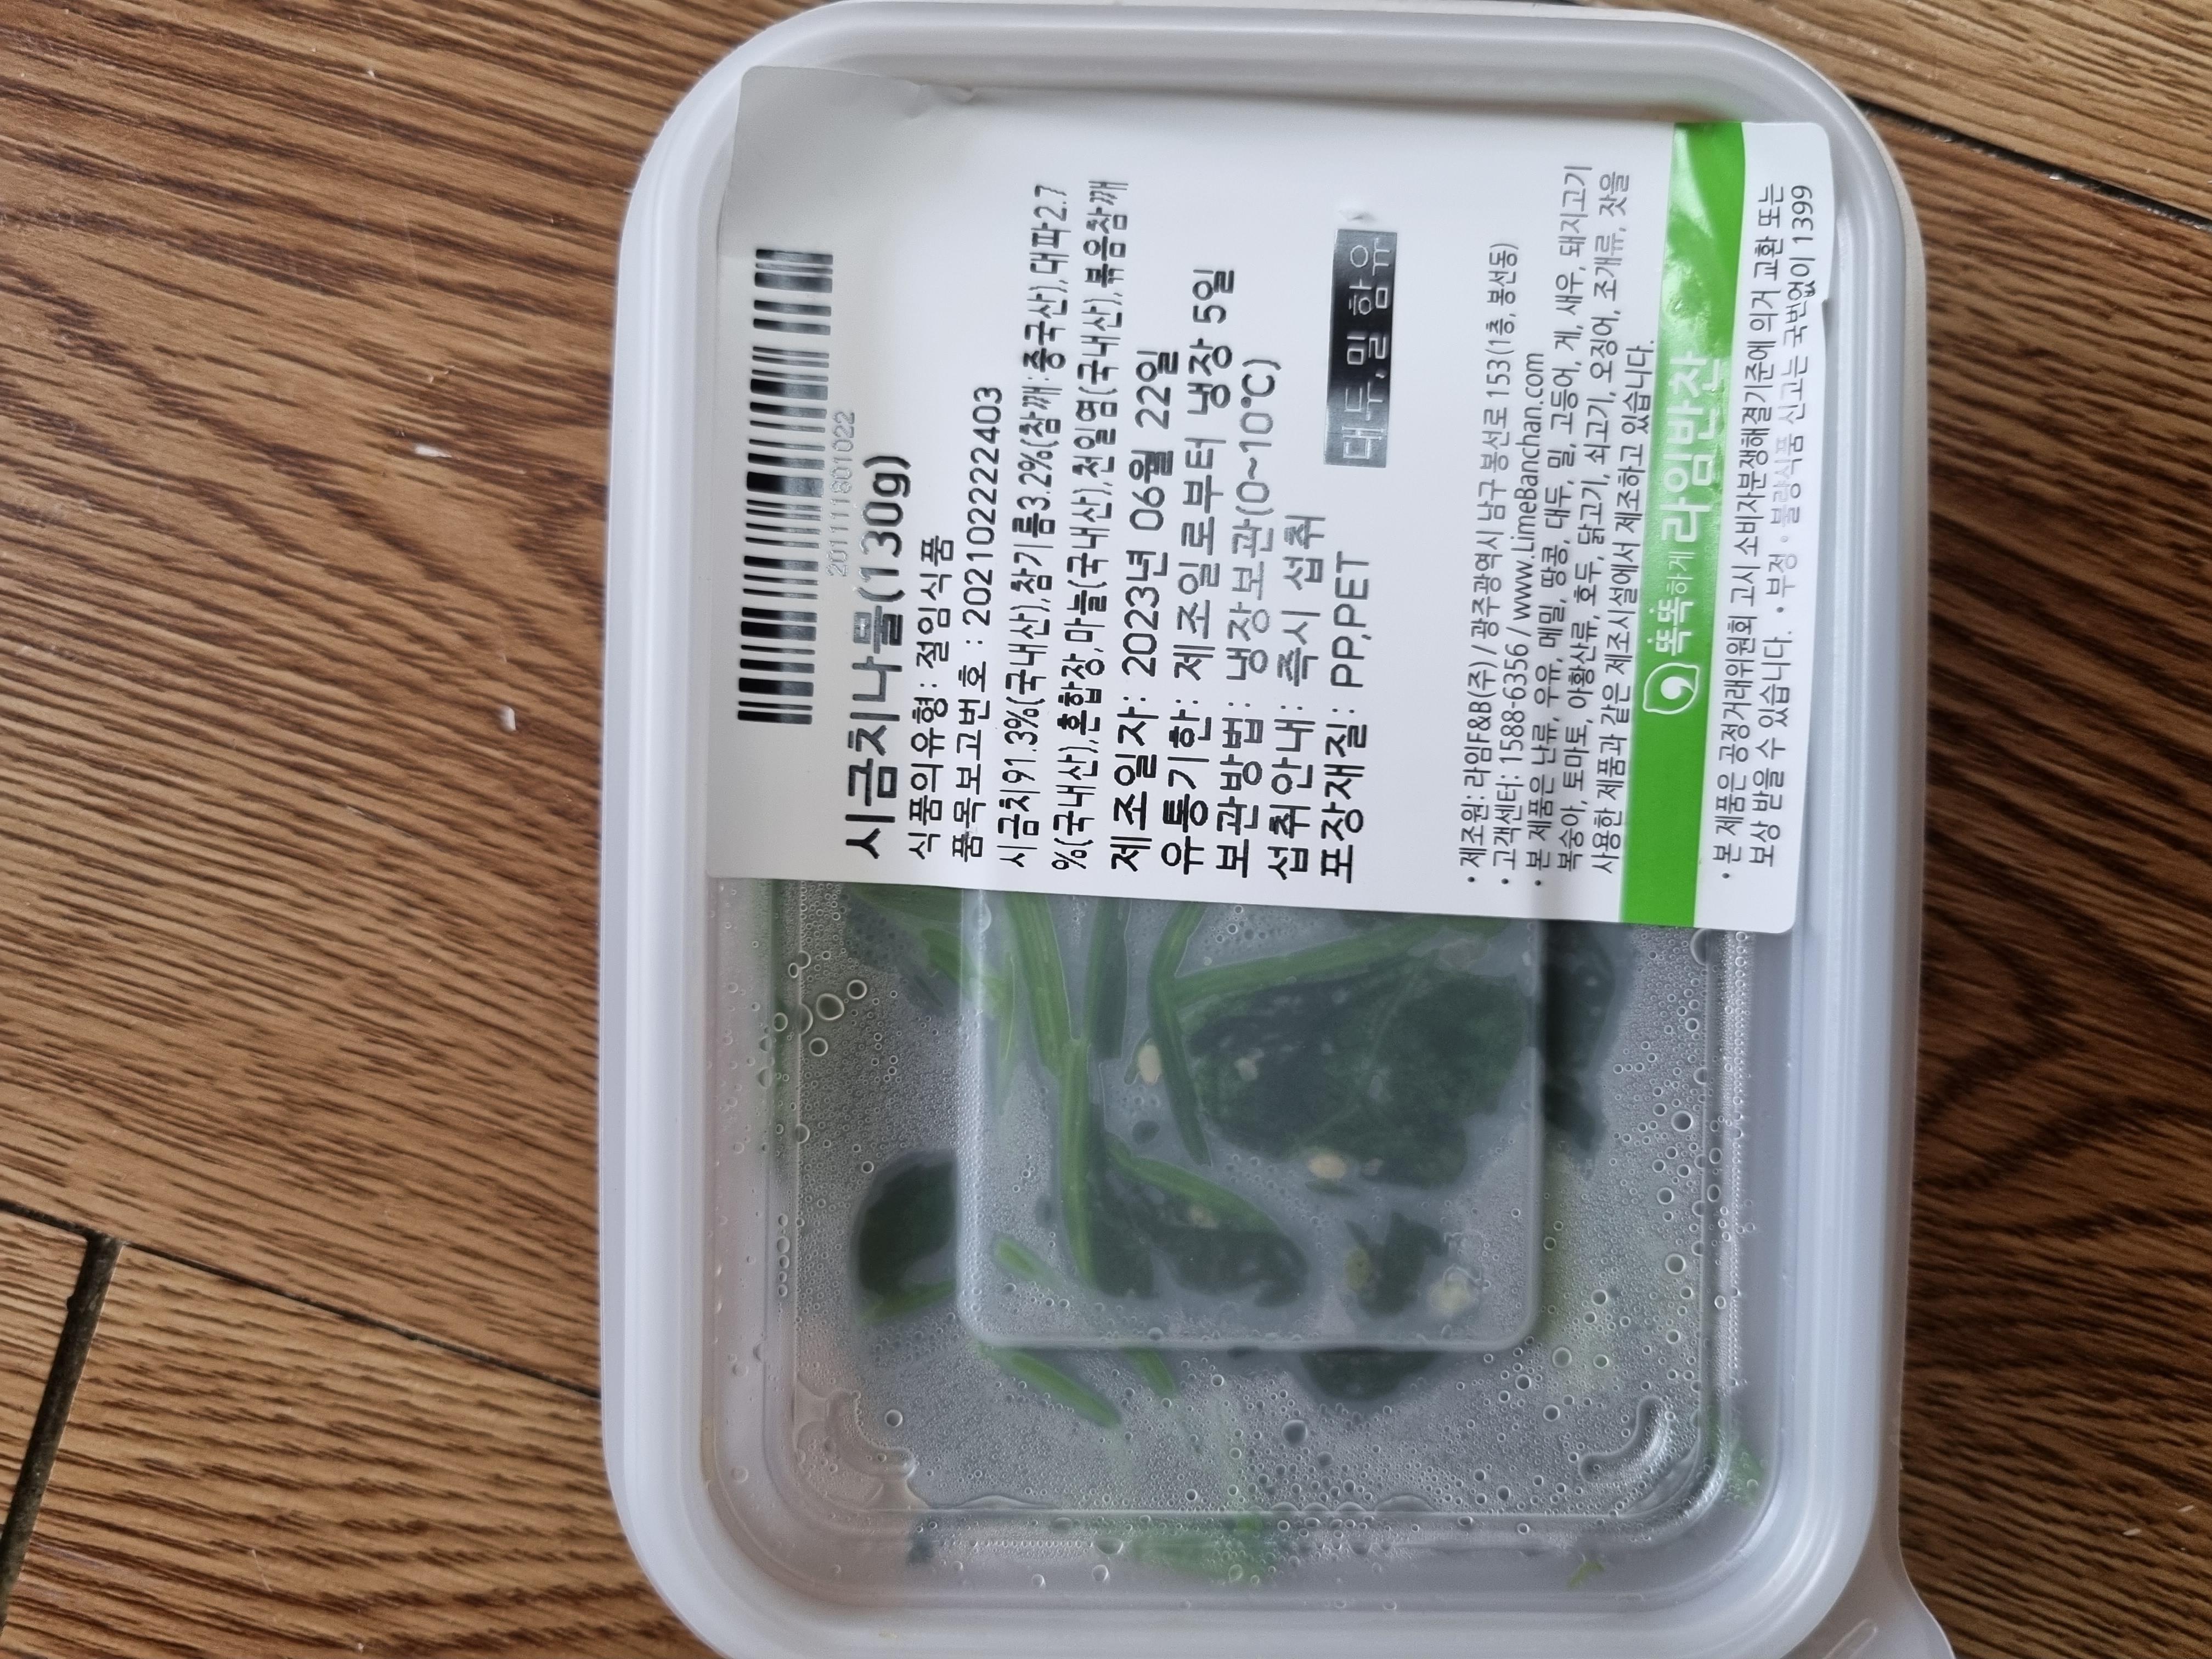 2011111801022
시금치나물(130g)
식품의유형: 절임식품
품목보고번호 : 20210222403
시금치91.3%(국내산),참기름3.2%(참깨:중국산),대파2.7
%(국내산),혼합장,마늘(국내산),천일염(국내산),볶음참깨
제조일자: 2023년 06월 22일
유통기한: 제조일로부터 냉장 5일
보관방법: 냉장보관(0~10℃)
섭취안내: 즉시 섭취
포장재질: PP,PET
대두,밀 함유
• 제조원: 라임F&B(주) / 광주광역시 남구 봉선로 153(1층, 봉선동)
• 고객센터: 1588-6356 / www.LimeBanchan.com
• 본 제품은 난류, 우유, 메밀, 땅콩, 대두, 밀, 고등어, 게, 새우, 돼지고기
복숭아, 토마토, 아황산류, 호두, 닭고기, 쇠고기, 오징어, 조개류, 잣을
사용한 제품과 같은 제조시설에서 제조하고 있습니다.
똑똑하게 라임반찬
• 본 제품은 공정거래위원회 고시 소비자분쟁해결기준에 의거 교환 또는
보상 받을 수 있습니다. • 부정 • 불량식품 신고는 국번없이 1399